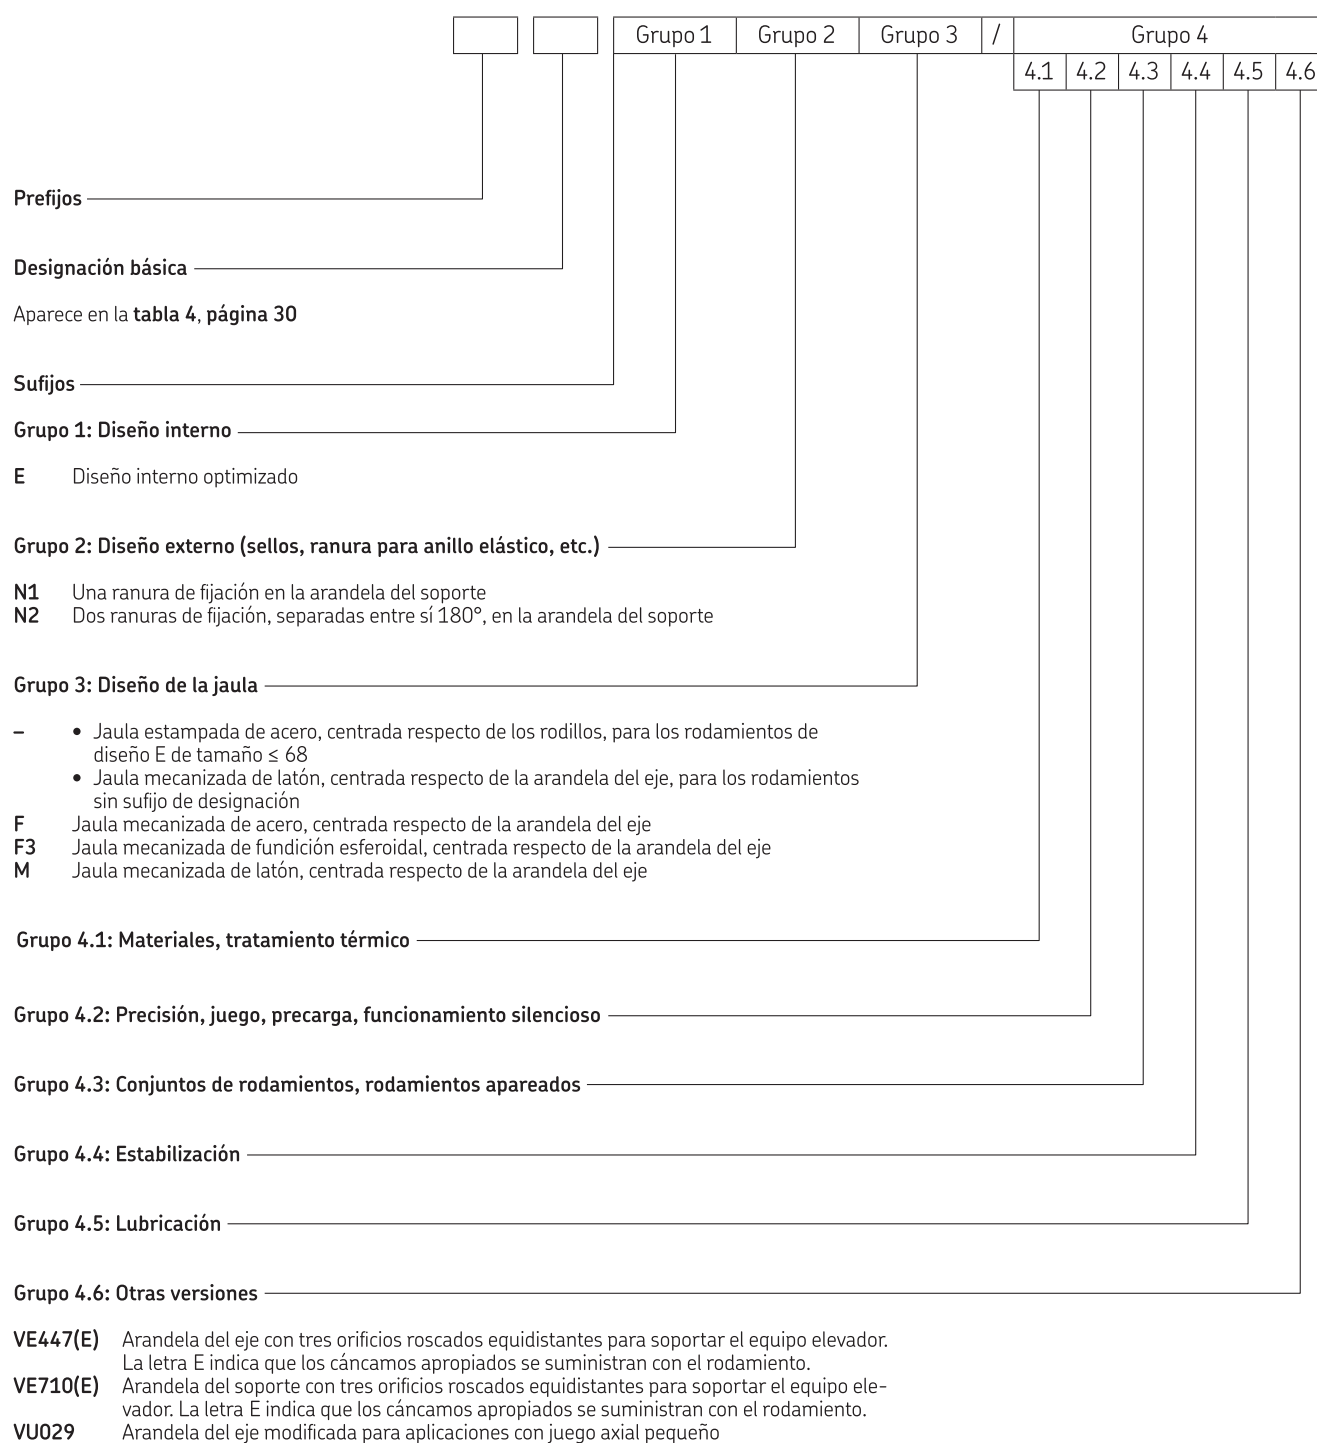 Grupo 1 Grupo 2 Grupo 3 / Grupo 4
4.1 4.2 4.3 4.4 4.5 4.6
Prefijos
Designación básica
Aparece en la tabla 4, página 30
Sufijos
Grupo 1: Diseño interno
E Diseño interno optimizado
Grupo 2: Diseño externo (sellos, ranura para anillo elástico, etc.)
N1 Una ranura de fijación en la arandela del soporte
N2 Dos ranuras de fijación, separadas entre sí 180°, en la arandela del soporte
Grupo 3: Diseño de la jaula
– • Jaula estampada de acero, centrada respecto de los rodillos, para los rodamientos de
diseño E de tamaño ≤ 68
• Jaula mecanizada de latón, centrada respecto de la arandela del eje, para los rodamientos
sin sufijo de designación
F Jaula mecanizada de acero, centrada respecto de la arandela del eje
F3 Jaula mecanizada de fundición esferoidal, centrada respecto de la arandela del eje
M Jaula mecanizada de latón, centrada respecto de la arandela del eje
Grupo 4.1: Materiales, tratamiento térmico
Grupo 4.2: Precisión, juego, precarga, funcionamiento silencioso
Grupo 4.3: Conjuntos de rodamientos, rodamientos apareados
Grupo 4.4: Estabilización
Grupo 4.5: Lubricación
Grupo 4.6: Otras versiones
VE447(E) Arandela del eje con tres orificios roscados equidistantes para soportar el equipo elevador.
La letra E indica que los cáncamos apropiados se suministran con el rodamiento.
VE710(E) Arandela del soporte con tres orificios roscados equidistantes para soportar el equipo ele-
vador. La letra E indica que los cáncamos apropiados se suministran con el rodamiento.
VU029 Arandela del eje modificada para aplicaciones con juego axial pequeño